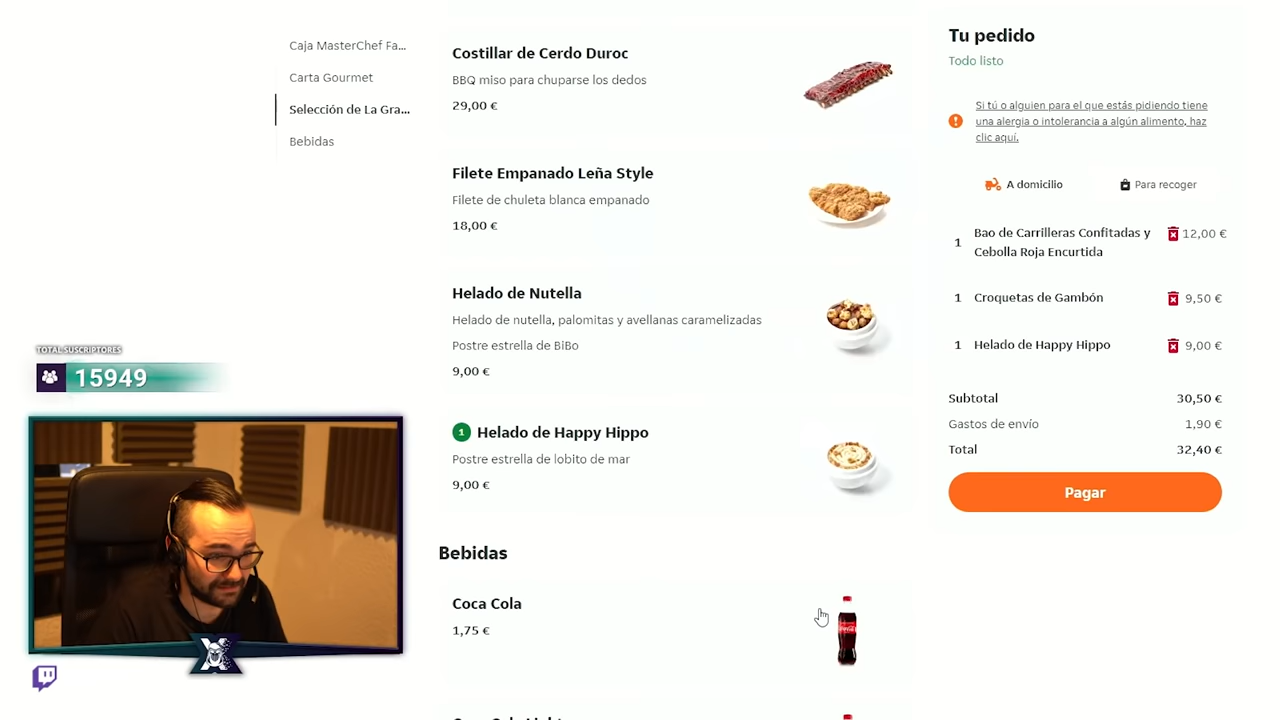 Caja MasterChef Fa...
Carta Gourmet
Selección de La Gra...
Bebidas
Costillar de Cerdo Duroc
BBQ miso para chuparse los dedos
29,00 €
Filete Empanado Leña Style
Filete de chuleta blanca empanado
18,00 €
Helado de Nutella
Helado de nutella, palomitas y avellanas caramelizadas
Postre estrella de BiBo
9,00 €
1 Helado de Happy Hippo
Postre estrella de lobito de mar
9,00 €
Bebidas
Coca Cola
1,75 €
Tu pedido
Todo listo
Si tú o alguien para el que estás pidiendo tiene
una alergia o intolerancia a algún alimento, haz
clic aquí.
A domicilio
Para recoger
1 Bao de Carrilleras Confitadas y
Cebolla Roja Encurtida
12,00 €
1 Croquetas de Gambón 9,50 €
1 Helado de Happy Hippo 9,00 €
Subtotal 30,50 €
Gastos de envío 1,90 €
Total 32,40 €
Pagar
TOTAL SUSCRIPTORES
15949